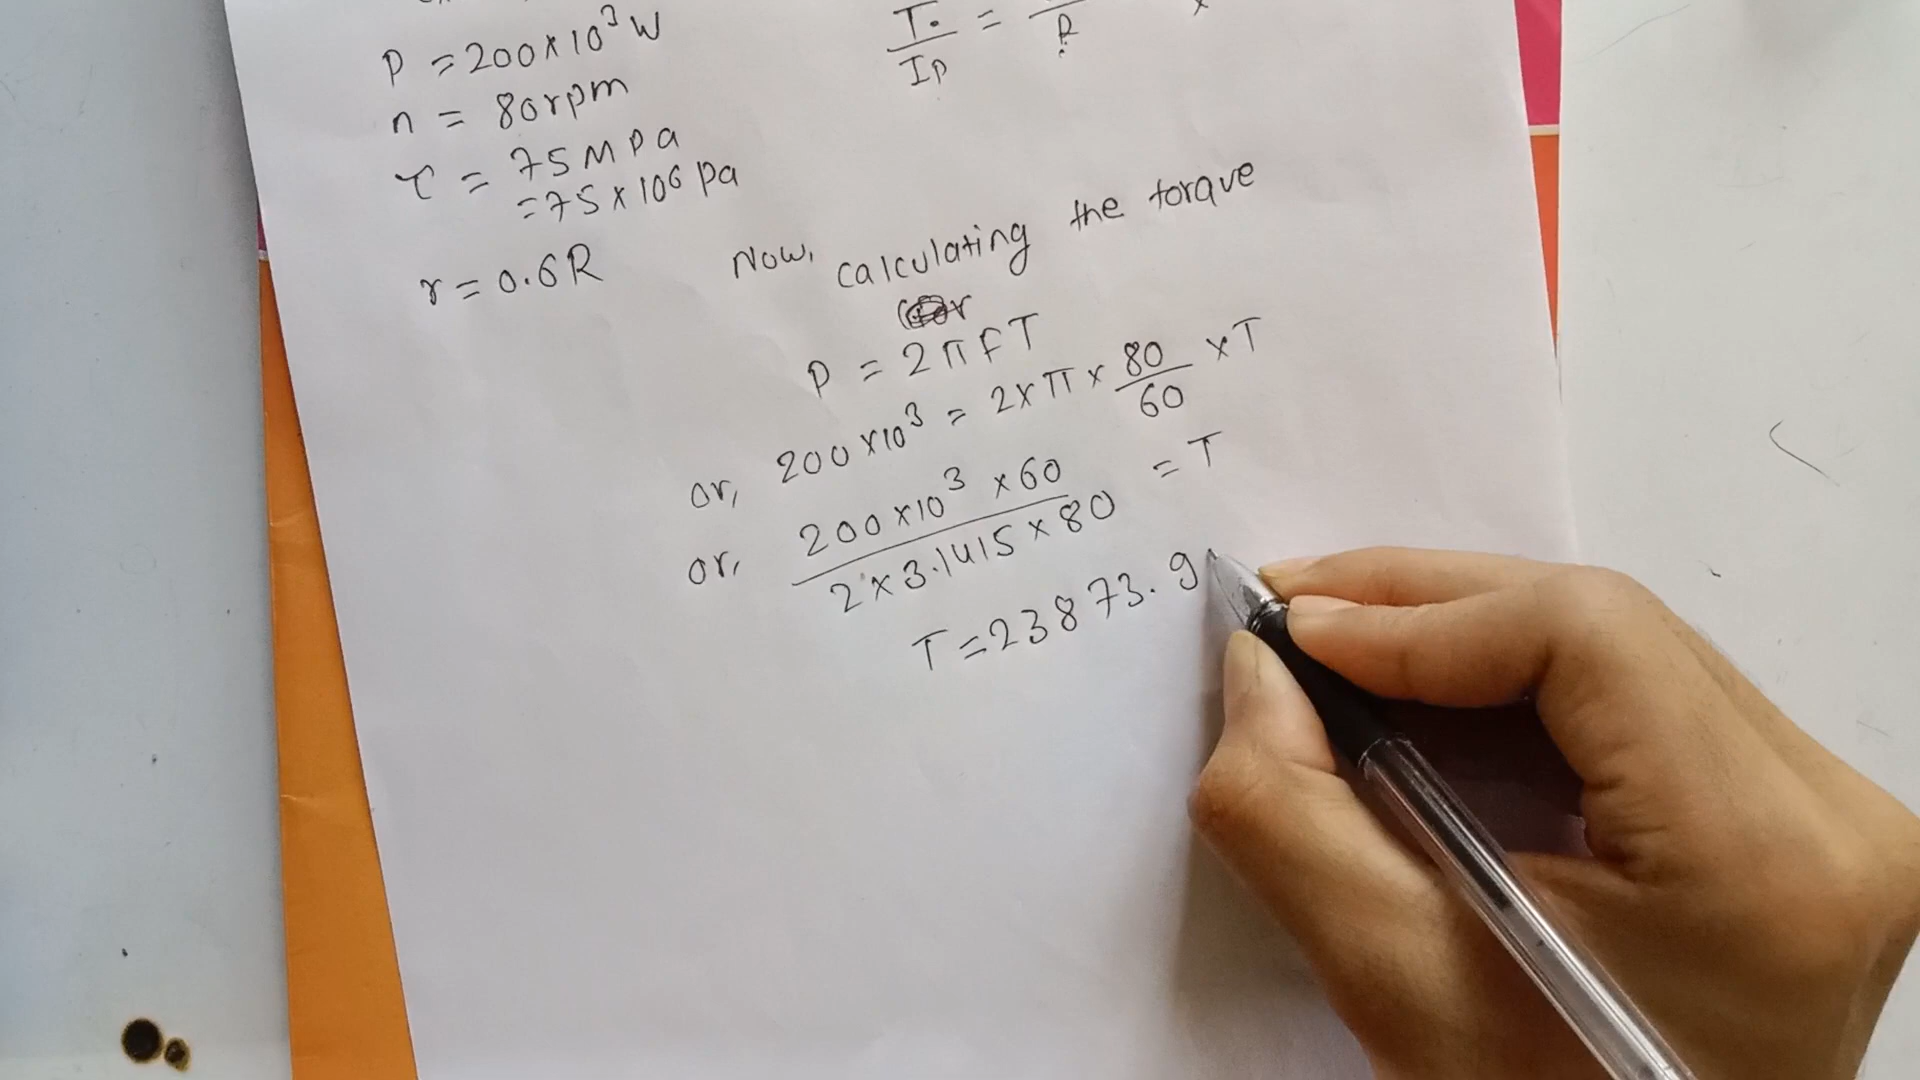 P = 200×10³ W
n = 80rpm
τ = 75 MPa
= 75 × 10⁶ Pa
r = 0.6R
T.
Ip
=
R
×
Now, calculating the torque
P = 2πfT
or, 200×10³ = 2×π× 80/60 ×T
or, 200×10³ ×60 / 2×3.1415×80 = T
T = 23873.9